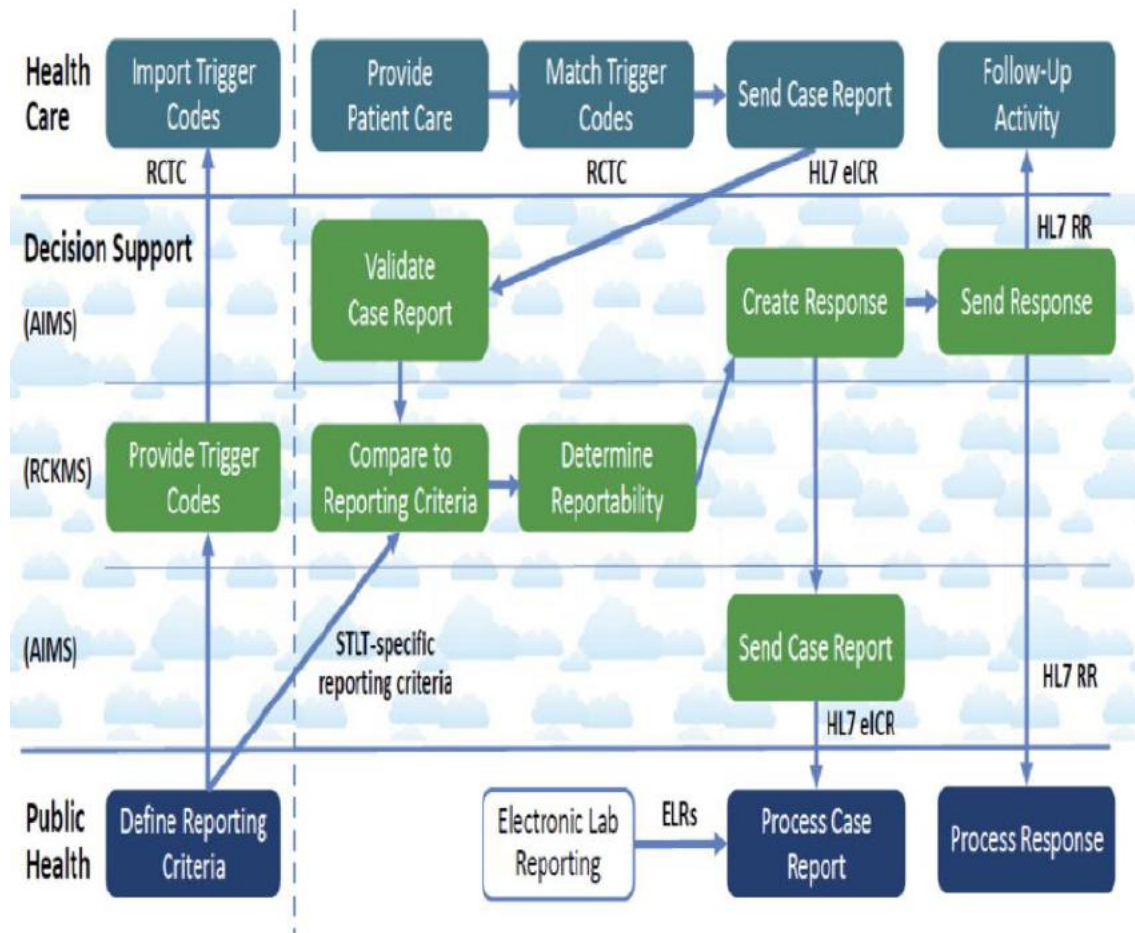 Health
Care
Import Trigger
Codes
Provide
Patient Care
Match Trigger
Codes
Send Case Report
Follow-Up
Activity
RCTC
RCTC
HL7 eICR
HL7 RR
Decision Support
(AIMS)
Validate
Case Report
Create Response
Send Response
(RCKMS)
Provide Trigger
Codes
Compare to
Reporting Criteria
Determine
Reportability
(AIMS)
STLT-specific
reporting criteria
Send Case Report
HL7 RR
HL7 eICR
Public
Health
Define Reporting
Criteria
Electronic Lab
Reporting
ELRs
Process Case
Report
Process Response